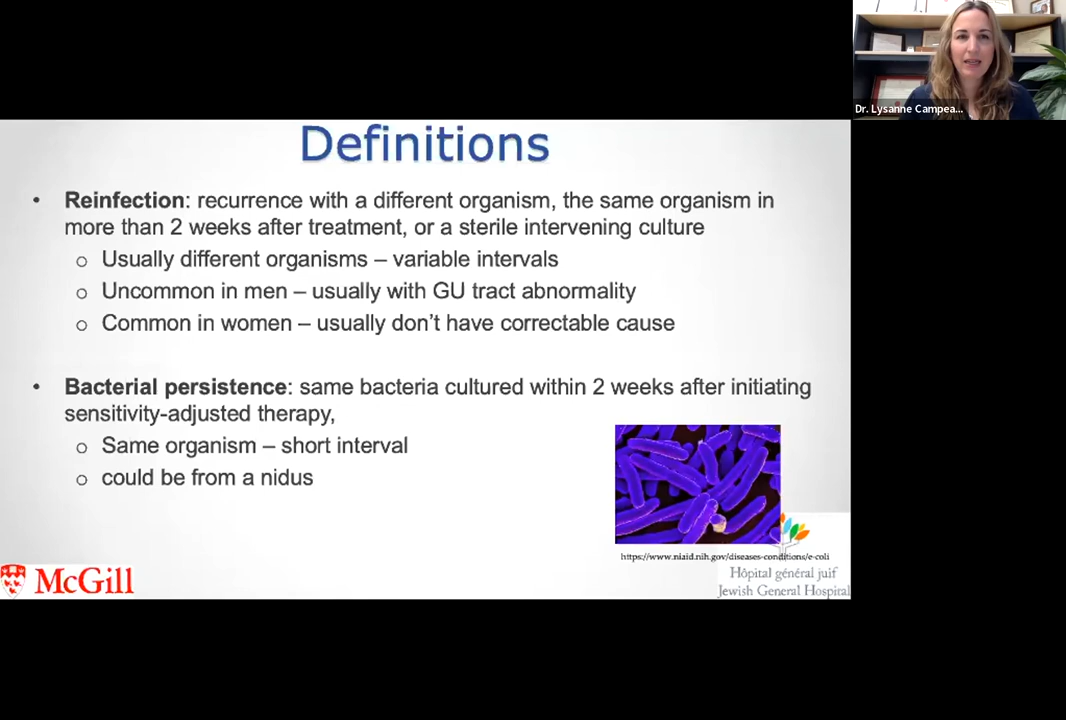 Dr. Lysanne Campea...
Definitions
• Reinfection: recurrence with a different organism, the same organism in
more than 2 weeks after treatment, or a sterile intervening culture
o Usually different organisms – variable intervals
o Uncommon in men – usually with GU tract abnormality
o Common in women – usually don't have correctable cause
• Bacterial persistence: same bacteria cultured within 2 weeks after initiating
sensitivity-adjusted therapy,
o Same organism – short interval
o could be from a nidus
https://www.niaid.nih.gov/diseases-conditions/e-coli
McGill
Hôpital général juif
Jewish General Hospital